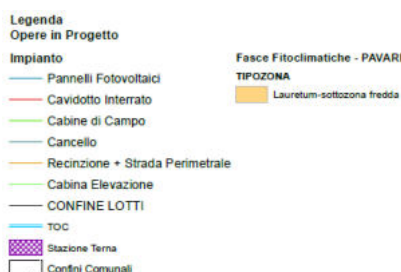 Legenda
Opere in Progetto
Impianto
Pannelli Fotovoltaici
Cavidotto Interrato
Cabine di Campo
Cancello
Recinzione + Strada Perimetrale
Cabina Elevazione
CONFINE LOTTI
TOC
Stazione Terna
Confini Comunali
Fasce Fitoclimatiche - PAVARI
TIPOZONA
Lauretum-sottozona fredda